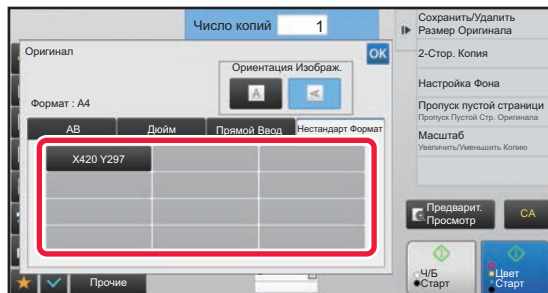 Число копий 1
Сохранить/Удалить
Размер Оригинала
Оригинал
OK
2-Стор. Копия
Ориентация Изображ.
A A
Настройка Фона
Формат : A4
Пропуск пустой страници
Пропуск Пустой Стр. Оригинала
AB Дюйм Прямой Ввод Нестандарт Формат
Масштаб
Увеличить/Уменьшить Копию
X420 Y297
Предварит.
Просмотр
CA
Ч/Б
Старт
Цвет
Старт
Прочие